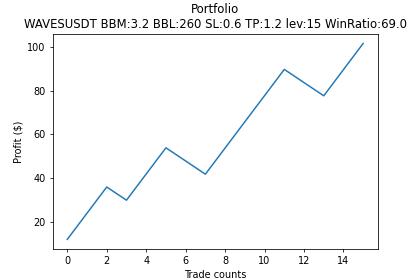 Portfolio
WAVESUSDT BBM:3.2 BBL:260 SL:0.6 TP:1.2 lev:15 WinRatio:69.0
100
80
60
40
20
Profit ($)
0 2 4 6 8 10 12 14
Trade counts